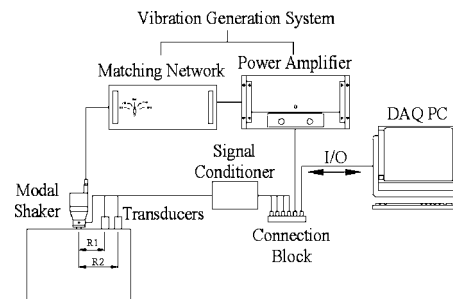 Vibration Generation System
Matching Network
Power Amplifier
DAQ PC
Signal
Conditioner
I/O
Modal
Shaker
Transducers
Connection
Block
R1
R2